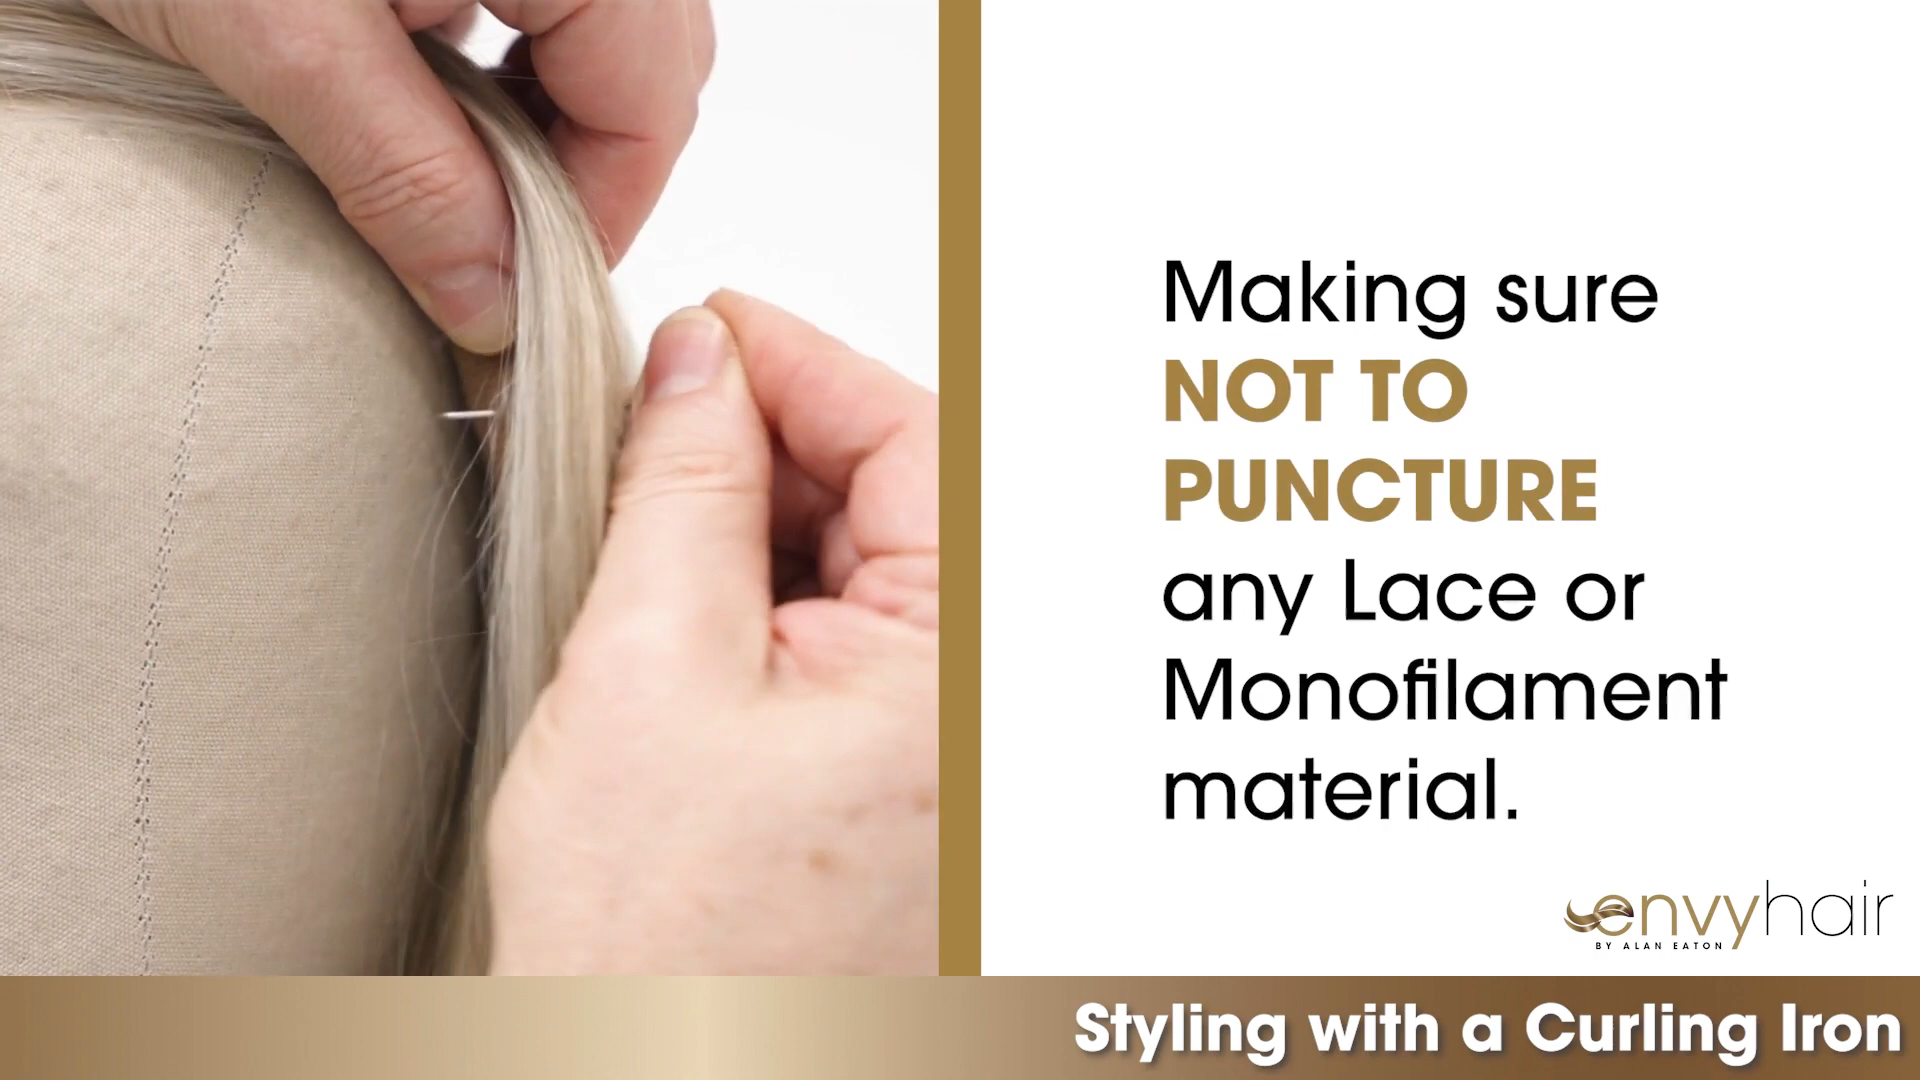 Making sure
NOT TO
PUNCTURE
any Lace or
Monofilament
material.
envyhair
BY ALAN EATON
Styling with a Curling Iron